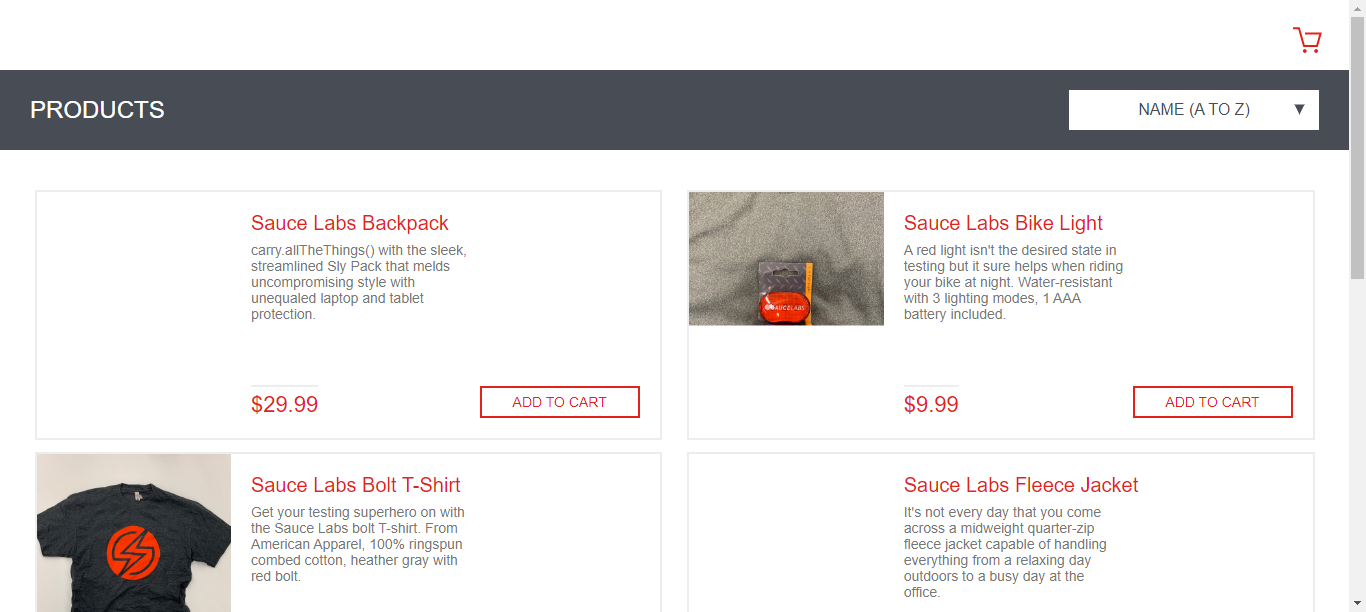 PRODUCTS
NAME (A TO Z) ▼
Sauce Labs Backpack
carry.allTheThings() with the sleek,
streamlined Sly Pack that melds
uncompromising style with
unequaled laptop and tablet
protection.
$29.99
ADD TO CART
SAUCELABS
Sauce Labs Bike Light
A red light isn't the desired state in
testing but it sure helps when riding
your bike at night. Water-resistant
with 3 lighting modes, 1 AAA
battery included.
$9.99
ADD TO CART
Sauce Labs Bolt T-Shirt
Get your testing superhero on with
the Sauce Labs bolt T-shirt. From
American Apparel, 100% ringspun
combed cotton, heather gray with
red bolt.
Sauce Labs Fleece Jacket
It's not every day that you come
across a midweight quarter-zip
fleece jacket capable of handling
everything from a relaxing day
outdoors to a busy day at the
office.